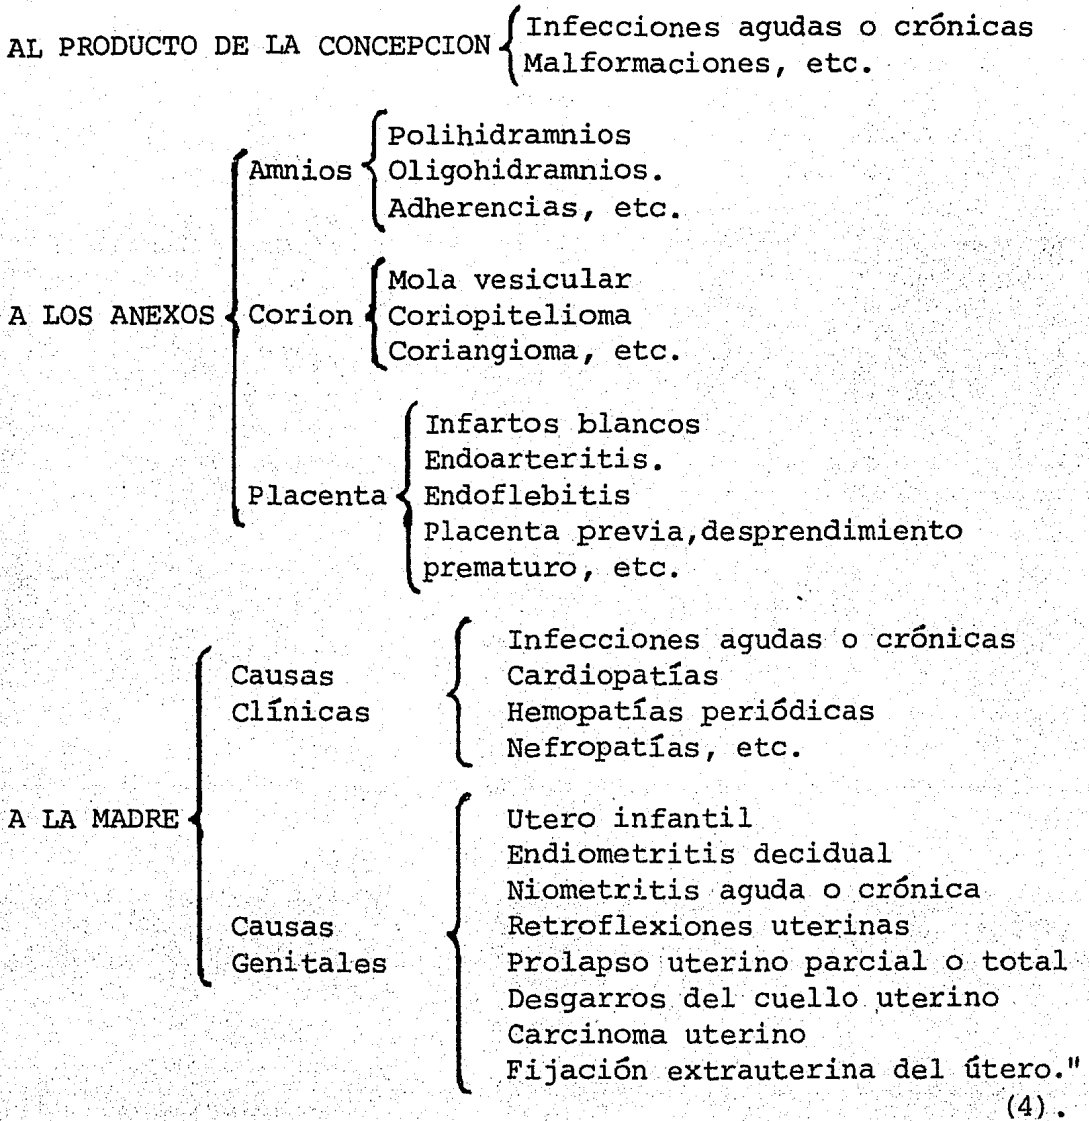 AL PRODUCTO DE LA CONCEPCION
Infecciones agudas o crónicas
Malformaciones, etc.
A LOS ANEXOS
Amnios
Polihidramnios
Oligohidramnios.
Adherencias, etc.
Corion
Mola vesicular
Coriopitelioma
Coriangioma, etc.
Placenta
Infartos blancos
Endoarteritis.
Endoflebitis
Placenta previa,desprendimiento
prematuro, etc.
A LA MADRE
Causas
Clínicas
Infecciones agudas o crónicas
Cardiopatías
Hemopatías periódicas
Nefropatías, etc.
Causas
Genitales
Utero infantil
Endiometritis decidual
Niometritis aguda o crónica
Retroflexiones uterinas
Prolapso uterino parcial o total
Desgarros del cuello uterino
Carcinoma uterino
Fijación extrauterina del útero."
(4).